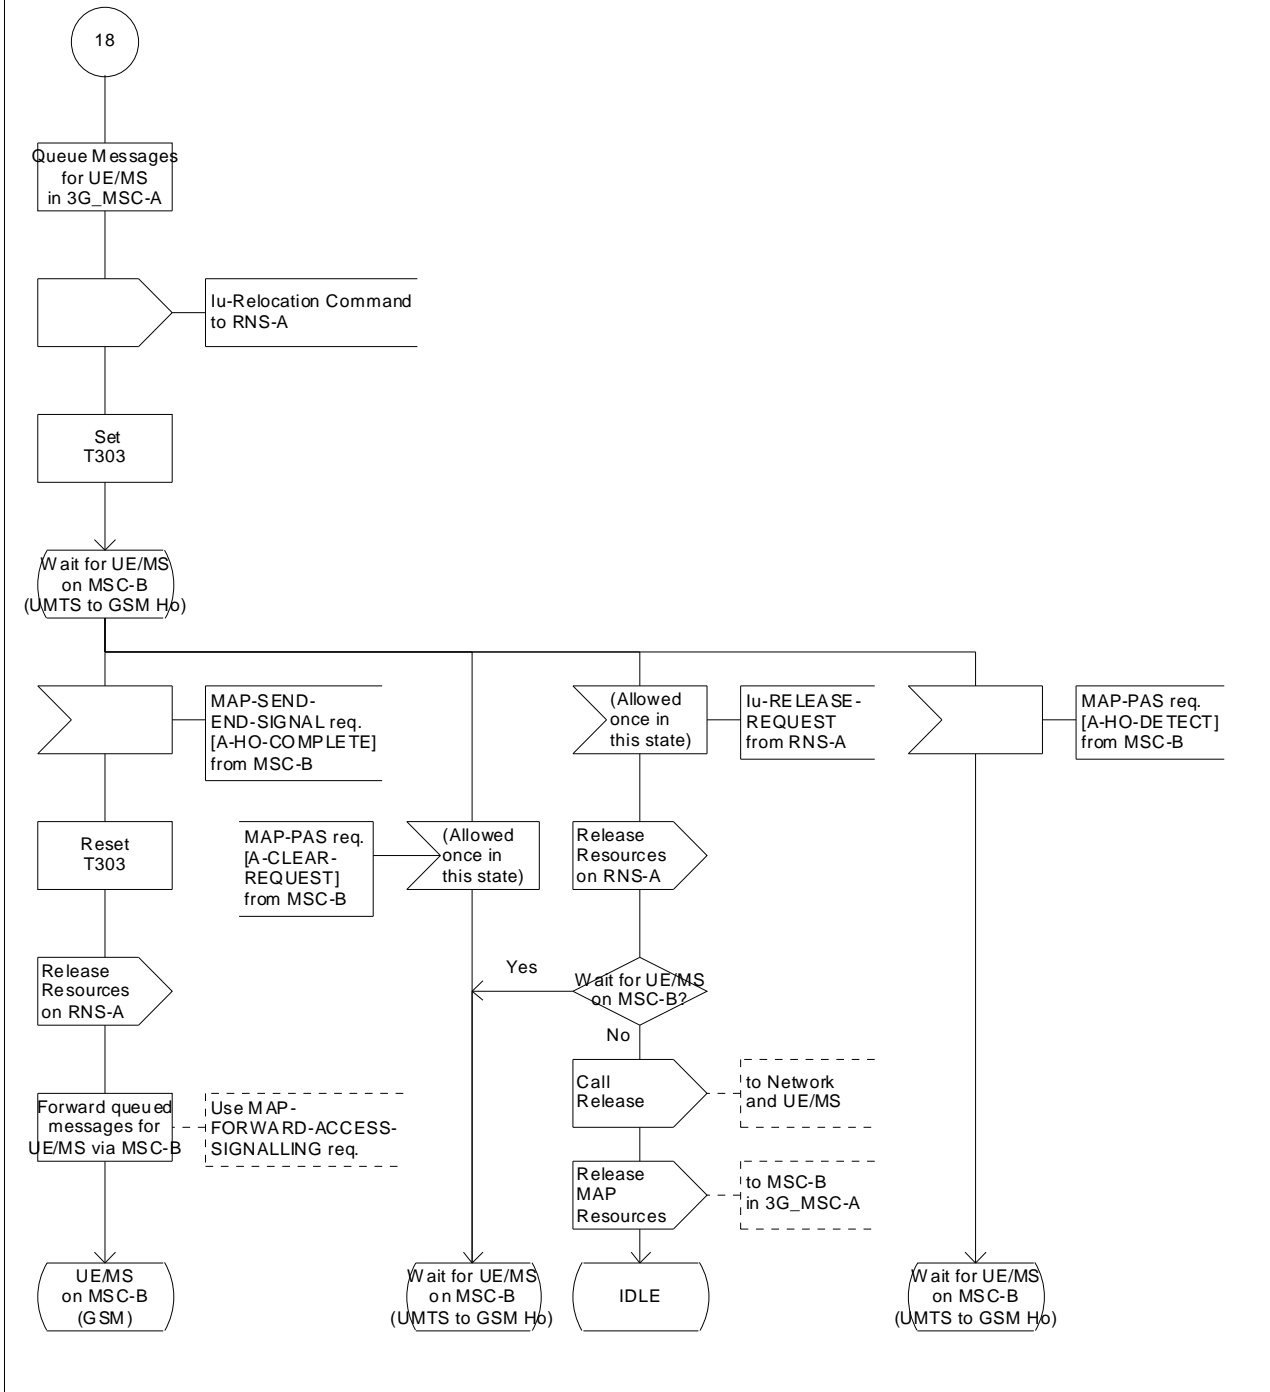 18
Queue Messages
for UE/MS
in 3G_MSC-A
Iu-Relocation Command
to RNS-A
Set
T303
Wait for UE/MS
on MSC-B
(UMTS to GSM Ho)
MAP-SEND-
END-SIGNAL req.
[A-HO-COMPLETE]
from MSC-B
(Allowed
once in
this state)
Iu-RELEASE-
REQUEST
from RNS-A
MAP-PAS req.
[A-HO-DETECT]
from MSC-B
Reset
T303
MAP-PAS req.
[A-CLEAR-
REQUEST]
from MSC-B
(Allowed
once in
this state)
Release
Resources
on RNS-A
Release
Resources
on RNS-A
Yes
Wait for UE/MS
on MSC-B?
No
Forward queued
messages for
UE/MS via MSC-B
Use MAP-
FORWARD-ACCESS-
SIGNALLING req.
Call
Release
to Network
and UE/MS
Release
MAP
Resources
to MSC-B
in 3G_MSC-A
UE/MS
on MSC-B
(GSM)
Wait for UE/MS
on MSC-B
(UMTS to GSM Ho)
IDLE
Wait for UE/MS
on MSC-B
(UMTS to GSM Ho)